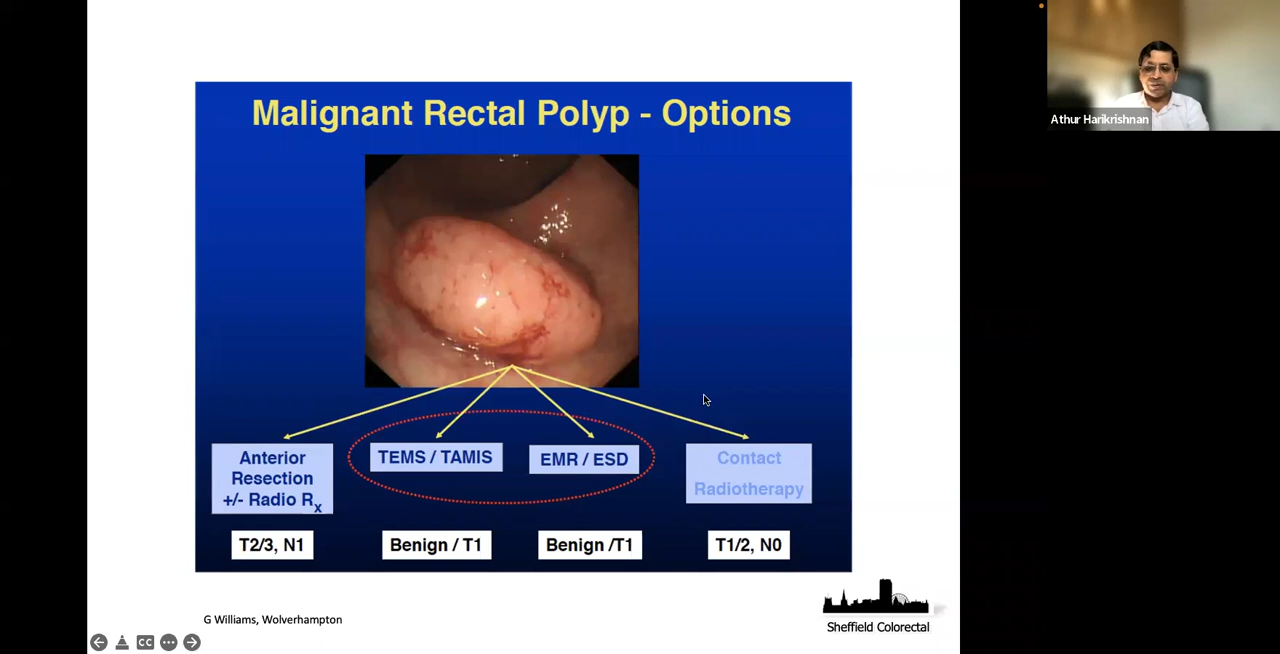 Malignant Rectal Polyp - Options
Athur Harikrishnan
Anterior
Resection
+/- Radio Rx
TEMS / TAMIS
EMR / ESD
Contact
Radiotherapy
T2/3, N1
Benign / T1
Benign /T1
T1/2, N0
G Williams, Wolverhampton
Sheffield Colorectal
CC